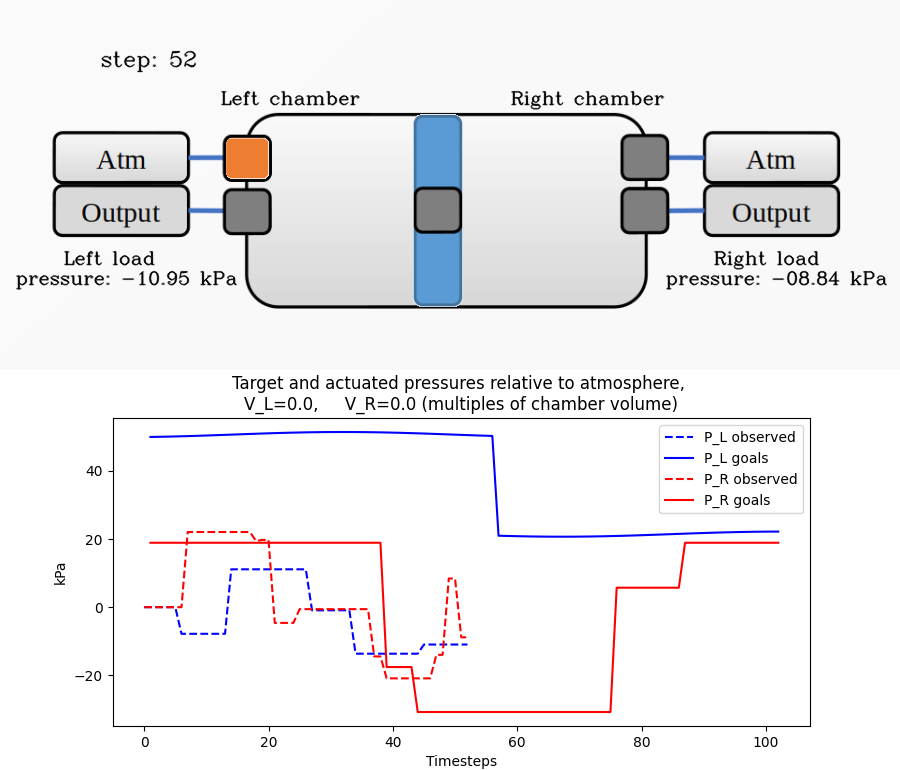 step: 52
Left chamber
Right chamber
Atm
Atm
Output
Output
Left load
pressure: -10.95 kPa
Right load
pressure: -08.84 kPa
Target and actuated pressures relative to atmosphere,
V_L=0.0, V_R=0.0 (multiples of chamber volume)
P_L observed
P_L goals
P_R observed
P_R goals
kPa
40
20
0
−20
0 20 40 60 80 100
Timesteps